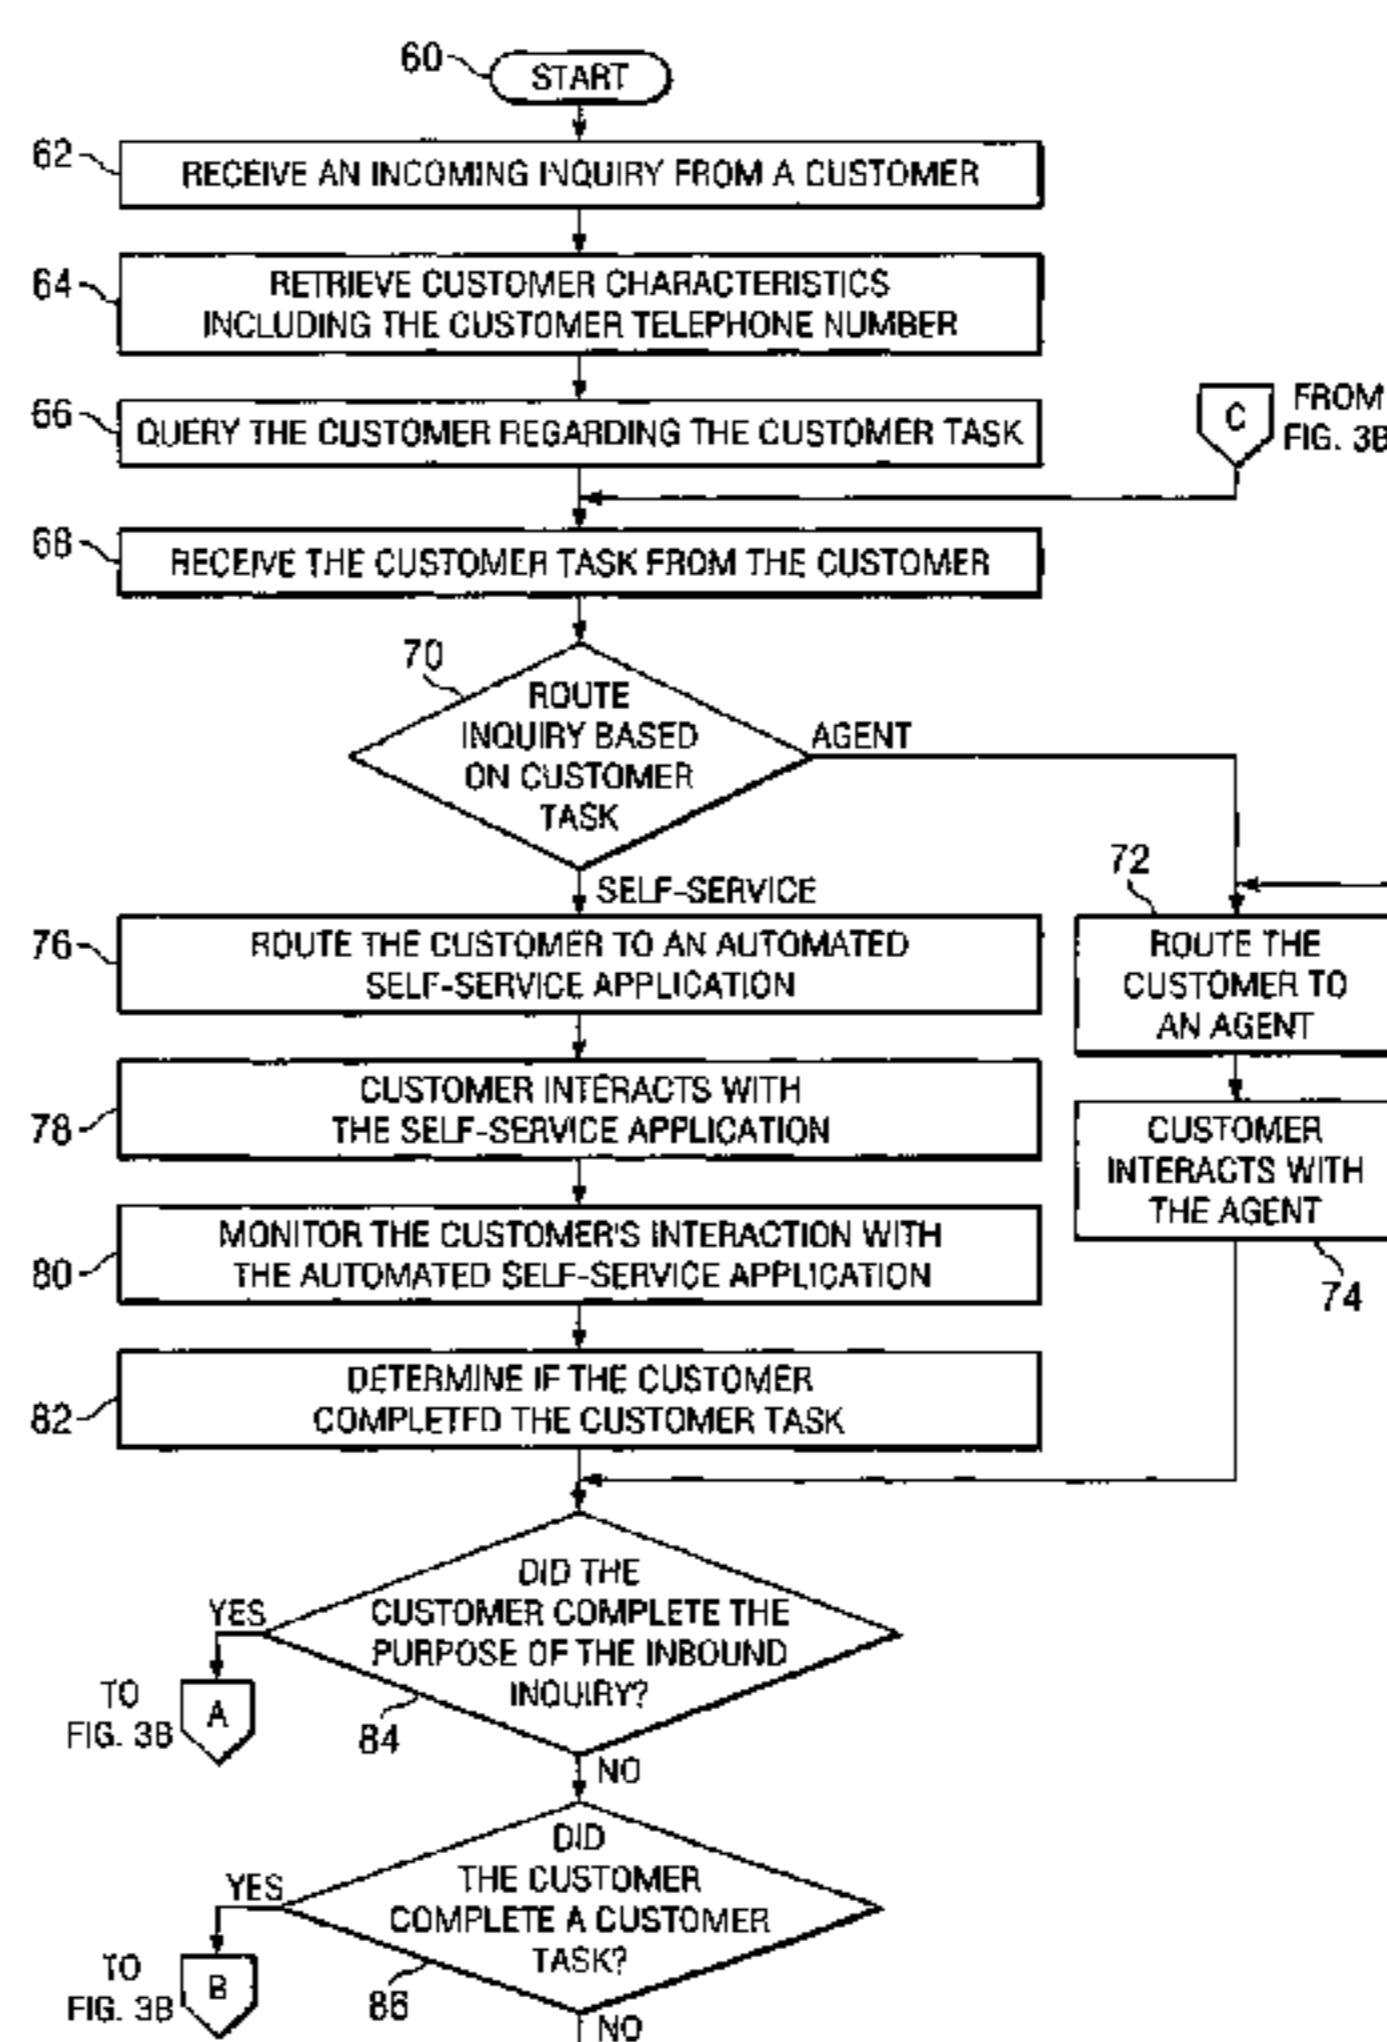 60
START
62
RECEIVE AN INCOMING INQUIRY FROM A CUSTOMER
64
RETRIEVE CUSTOMER CHARACTERISTICS
INCLUDING THE CUSTOMER TELEPHONE NUMBER
66
QUERY THE CUSTOMER REGARDING THE CUSTOMER TASK
C
FROM
FIG. 3B
68
RECEIVE THE CUSTOMER TASK FROM THE CUSTOMER
70
ROUTE
INQUIRY BASED
ON CUSTOMER
TASK
AGENT
SELF-SERVICE
72
ROUTE THE
CUSTOMER TO
AN AGENT
76
ROUTE THE CUSTOMER TO AN AUTOMATED
SELF-SERVICE APPLICATION
78
CUSTOMER INTERACTS WITH
THE SELF-SERVICE APPLICATION
CUSTOMER
INTERACTS WITH
THE AGENT
74
80
MONITOR THE CUSTOMER'S INTERACTION WITH
THE AUTOMATED SELF-SERVICE APPLICATION
82
DETERMINE IF THE CUSTOMER
COMPLETED THE CUSTOMER TASK
DID THE
CUSTOMER COMPLETE THE
PURPOSE OF THE INBOUND
INQUIRY?
84
YES
TO
FIG. 3B
A
NO
DID
THE CUSTOMER
COMPLETE A CUSTOMER
TASK?
86
YES
TO
FIG. 3B
B
NO